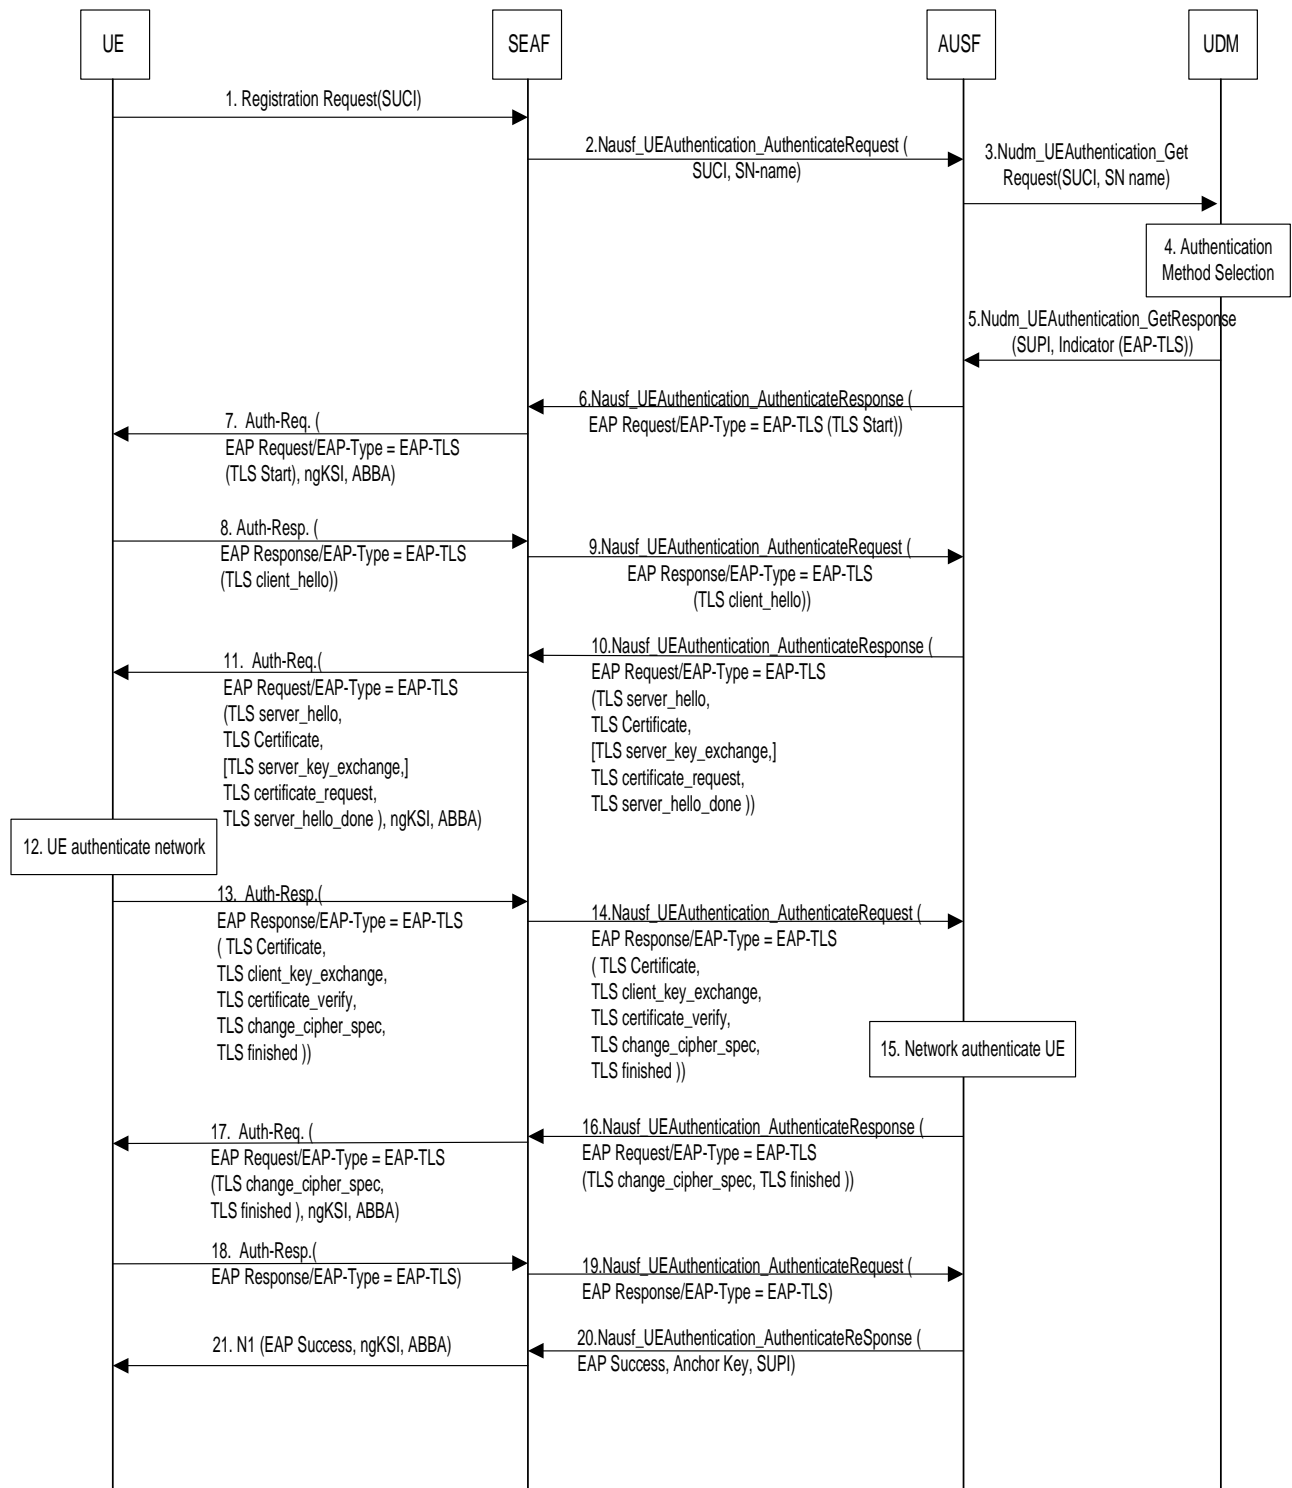 UE
SEAF
AUSF
UDM
1. Registration Request(SUCI)
2.Nausf_UEAuthentication_AuthenticateRequest (
SUCI, SN-name)
3.Nudm_UEAuthentication_Get
Request(SUCI, SN name)
4. Authentication
Method Selection
5.Nudm_UEAuthentication_GetResponse
(SUPI, Indicator (EAP-TLS))
6.Nausf_UEAuthentication_AuthenticateResponse (
EAP Request/EAP-Type = EAP-TLS (TLS Start))
7. Auth-Req. (
EAP Request/EAP-Type = EAP-TLS
(TLS Start), ngKSI, ABBA)
8. Auth-Resp. (
EAP Response/EAP-Type = EAP-TLS
(TLS client_hello))
9.Nausf_UEAuthentication_AuthenticateRequest (
EAP Response/EAP-Type = EAP-TLS
(TLS client_hello))
10.Nausf_UEAuthentication_AuthenticateResponse (
EAP Request/EAP-Type = EAP-TLS
(TLS server_hello,
TLS Certificate,
[TLS server_key_exchange,]
TLS certificate_request,
TLS server_hello_done ))
11. Auth-Req.(
EAP Request/EAP-Type = EAP-TLS
(TLS server_hello,
TLS Certificate,
[TLS server_key_exchange,]
TLS certificate_request,
TLS server_hello_done ), ngKSI, ABBA)
12. UE authenticate network
13. Auth-Resp.(
EAP Response/EAP-Type = EAP-TLS
( TLS Certificate,
TLS client_key_exchange,
TLS certificate_verify,
TLS change_cipher_spec,
TLS finished ))
14.Nausf_UEAuthentication_AuthenticateRequest (
EAP Response/EAP-Type = EAP-TLS
( TLS Certificate,
TLS client_key_exchange,
TLS certificate_verify,
TLS change_cipher_spec,
TLS finished ))
15. Network authenticate UE
16.Nausf_UEAuthentication_AuthenticateResponse (
EAP Request/EAP-Type = EAP-TLS
(TLS change_cipher_spec, TLS finished ))
17. Auth-Req. (
EAP Request/EAP-Type = EAP-TLS
(TLS change_cipher_spec,
TLS finished ), ngKSI, ABBA)
18. Auth-Resp.(
EAP Response/EAP-Type = EAP-TLS)
19.Nausf_UEAuthentication_AuthenticateRequest (
EAP Response/EAP-Type = EAP-TLS)
20.Nausf_UEAuthentication_AuthenticateReSponse (
EAP Success, Anchor Key, SUPI)
21. N1 (EAP Success, ngKSI, ABBA)